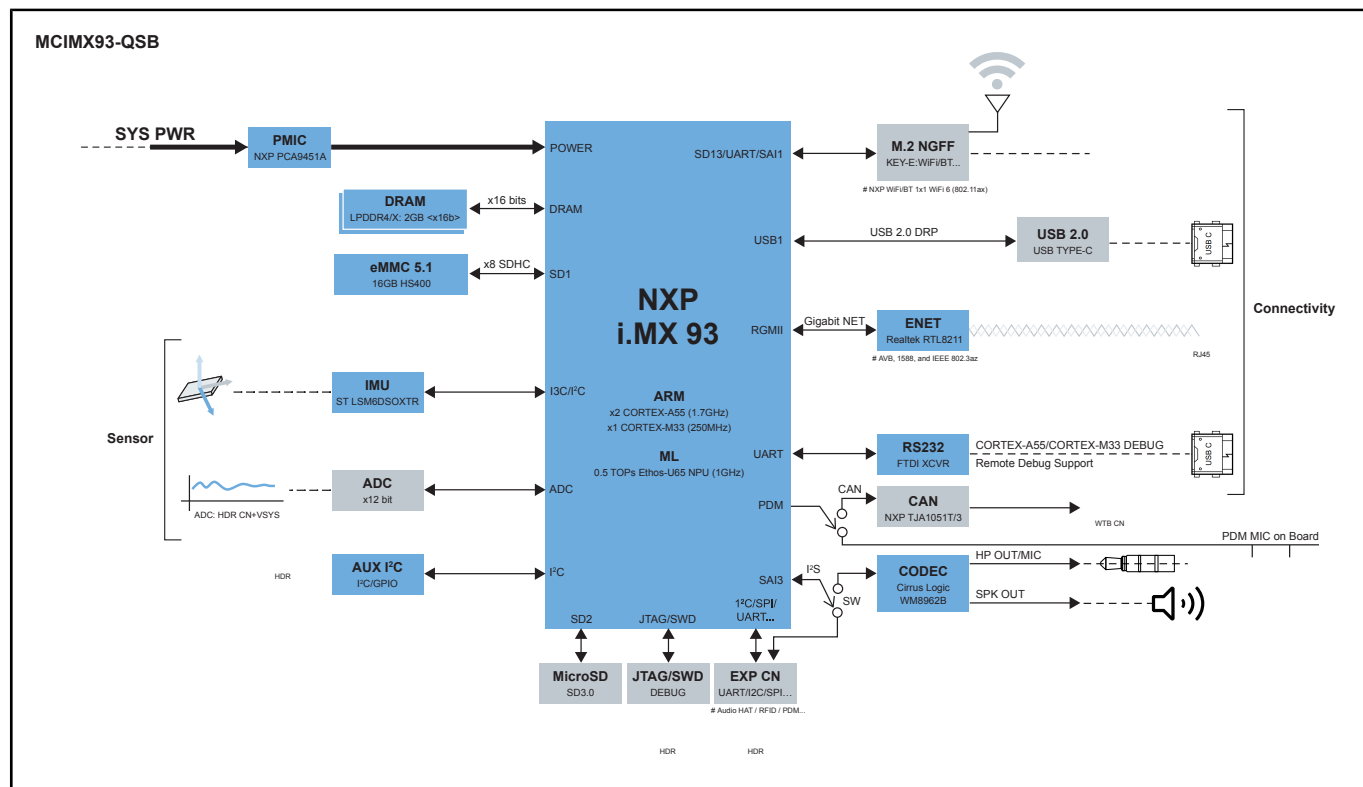 MCIMX93-QSB
SYS PWR
PMIC
NXP PCA9451A
POWER
DRAM
LPDDR4/X: 2GB <x16b>
x16 bits
DRAM
eMMC 5.1
16GB HS400
x8 SDHC
SD1
NXP
i.MX 93
ARM
x2 CORTEX-A55 (1.7GHz)
x1 CORTEX-M33 (250MHz)
ML
0.5 TOPs Ethos-U65 NPU (1GHz)
Sensor
IMU
ST LSM6DSOXTR
I3C/I²C
ADC
x12 bit
ADC
ADC: HDR CN+VSYS
HDR
AUX I²C
I²C/GPIO
I²C
SD13/UART/SAI1
M.2 NGFF
KEY-E:WiFi/BT...
# NXP WiFi/BT 1x1 WiFi 6 (802.11ax)
USB1
USB 2.0 DRP
USB 2.0
USB TYPE-C
USB C
Connectivity
RGMII
Gigabit NET
ENET
Realtek RTL8211
# AVB, 1588, and IEEE 802.3az
RJ45
UART
RS232
FTDI XCVR
CORTEX-A55/CORTEX-M33 DEBUG
Remote Debug Support
USB C
PDM
CAN
CAN
NXP TJA1051T/3
WTB CN
PDM MIC on Board
SAI3
I²S
SW
CODEC
Cirrus Logic
WM8962B
HP OUT/MIC
SPK OUT
SD2
JTAG/SWD
1²C/SPI/
UART...
MicroSD
SD3.0
JTAG/SWD
DEBUG
EXP CN
UART/I2C/SPI...
# Audio HAT / RFID / PDM...
HDR
HDR